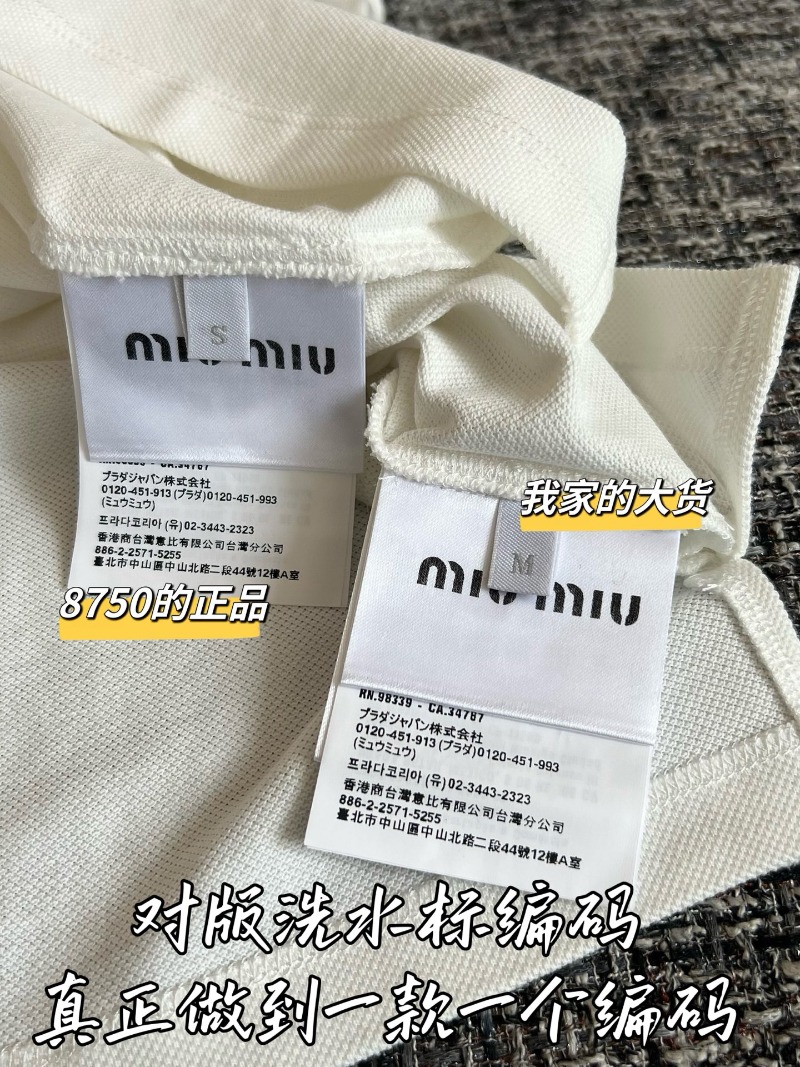 S
miu miu
CA.34787
プラダジャパン株式会社
0120-451-913 (プラダ)0120-451-993
(ミュウミュウ)
프라다코리아 (유)02-3443-2323
香港商台灣意比有限公司台灣分公司
886-2-2571-5255
臺北市中山區中山北路二段44號12樓A室
8750的正品
我家的大货
M
miu miu
RN.98339 - CA.34787
プラダジャパン株式会社
0120-451-913 (プラダ)0120-451-993
(ミュウミュウ)
프라다코리아 (유)02-3443-2323
香港商台灣意比有限公司台灣分公司
886-2-2571-5255
臺北市中山區中山北路二段44號12樓A室
对版洗水标编码
真正做到一款一个编码